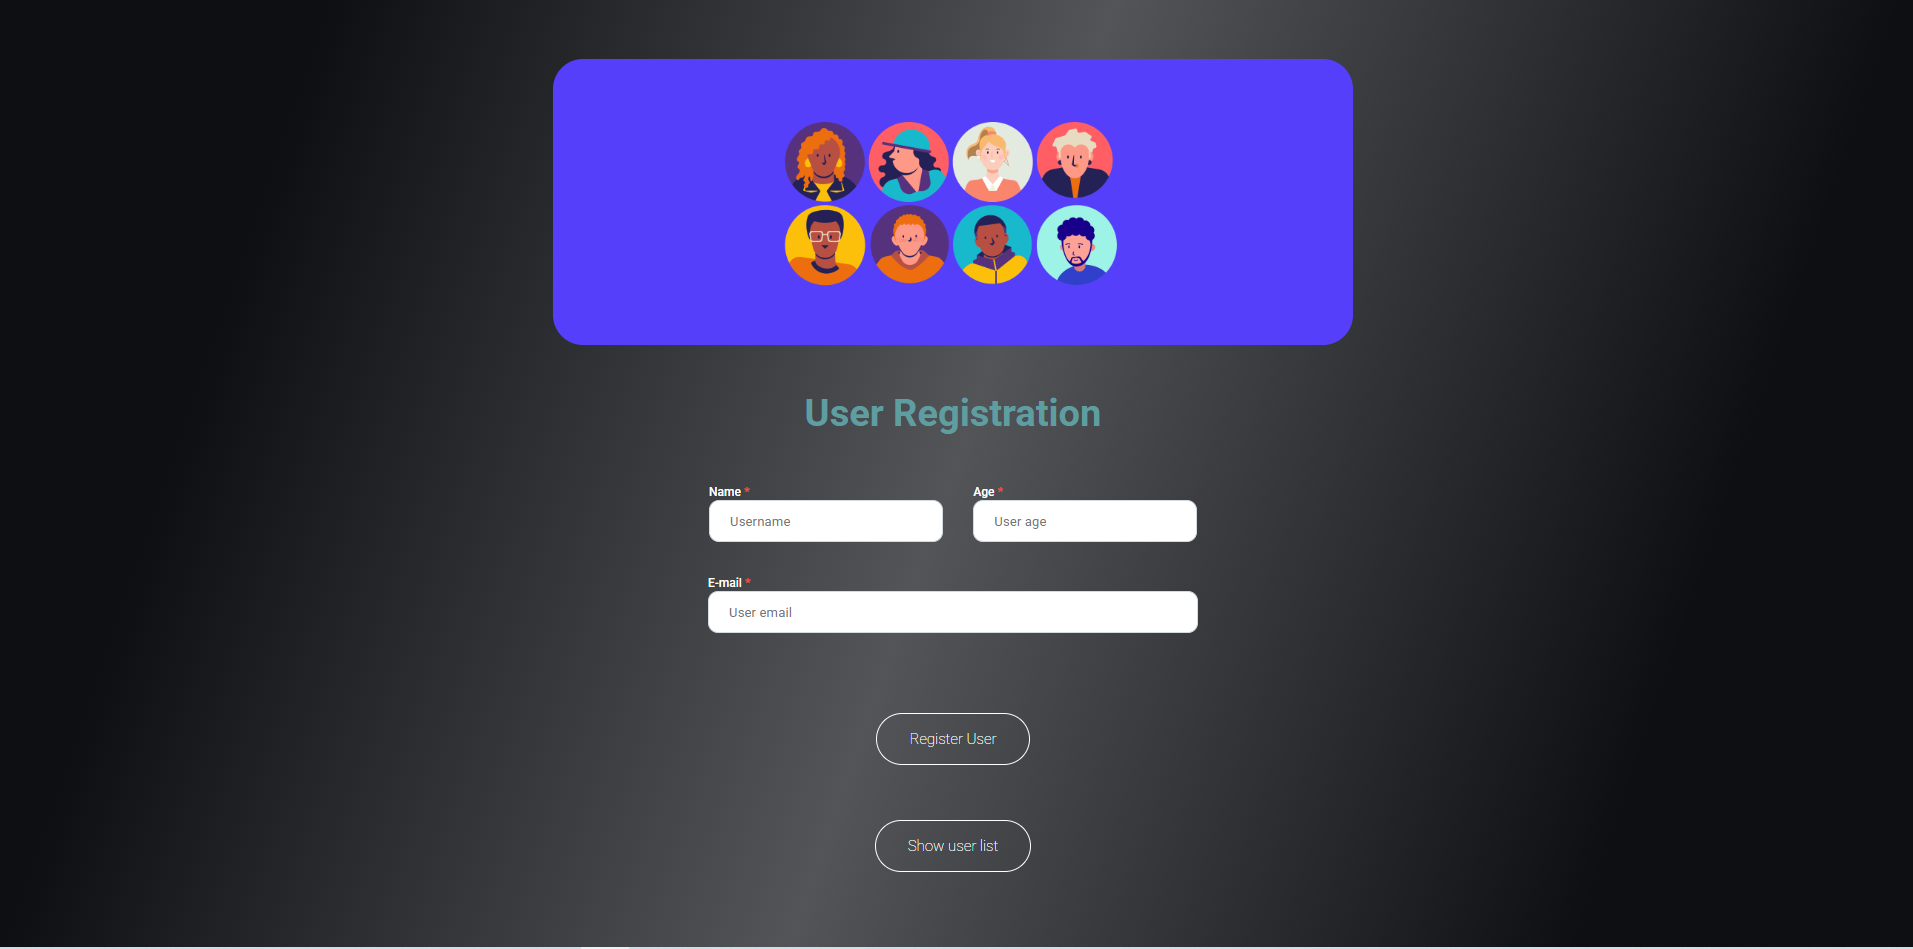 User Registration
Name * Age *
Username User age
E-mail *
User email
Register User
Show user list